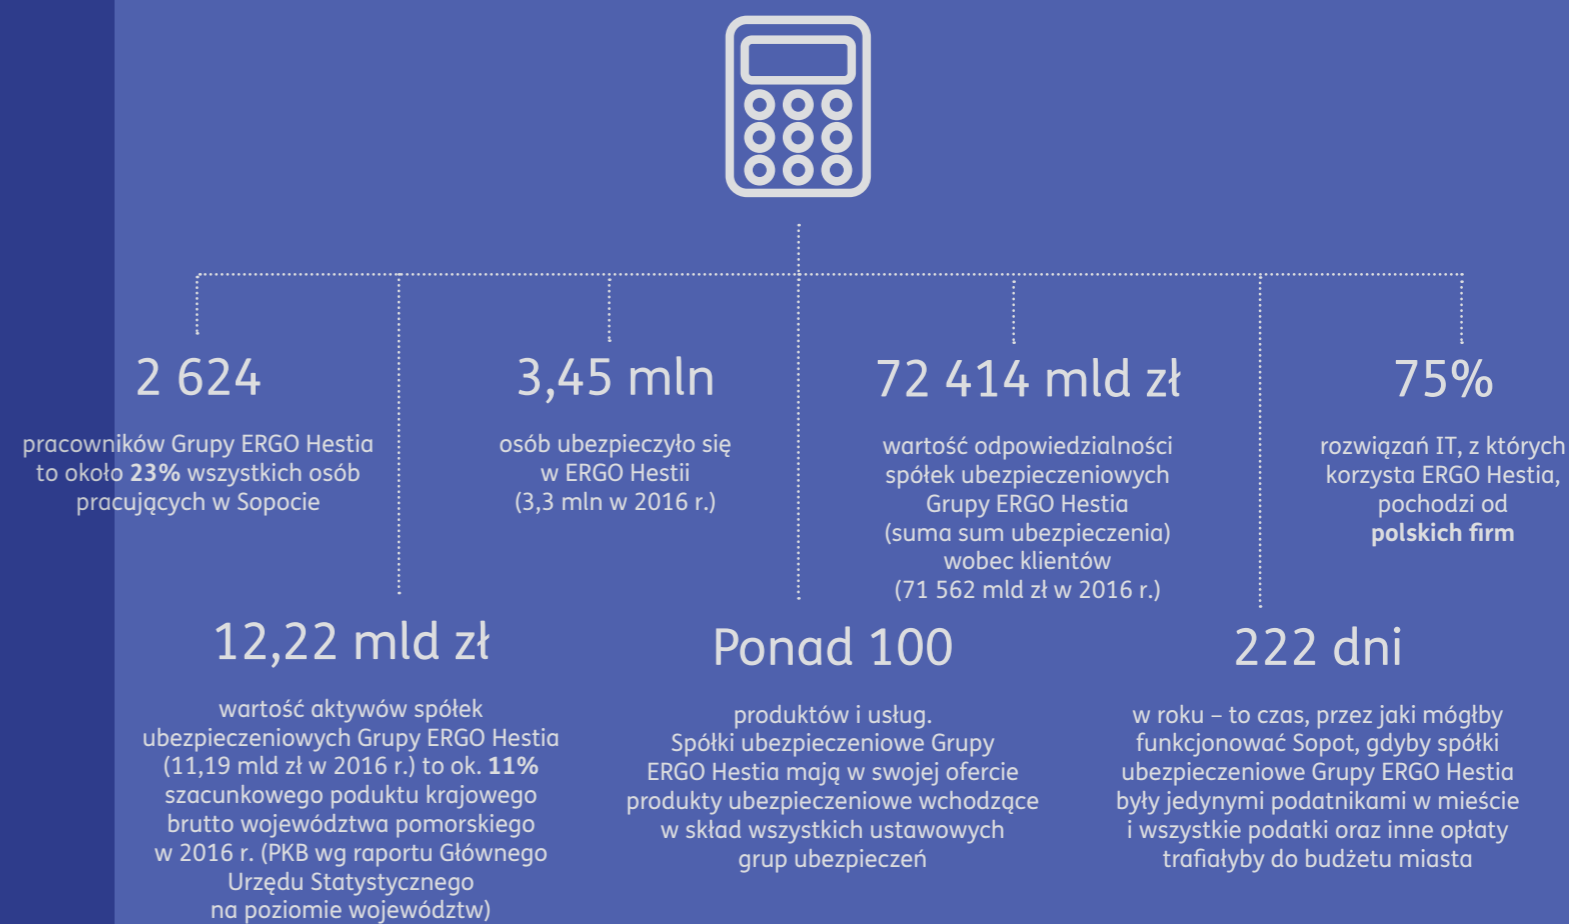 2 624
pracowników Grupy ERGO Hestia
to około 23% wszystkich osób
pracujących w Sopocie
3,45 mln
osób ubezpieczyło się
w ERGO Hestii
(3,3 mln w 2016 r.)
72 414 mld zł
wartość odpowiedzialności
spółek ubezpieczeniowych
Grupy ERGO Hestia
(suma sum ubezpieczenia)
wobec klientów
(71 562 mld zł w 2016 r.)
75%
rozwiązań IT, z których
korzysta ERGO Hestia,
pochodzi od
polskich firm
12,22 mld zł
wartość aktywów spółek
ubezpieczeniowych Grupy ERGO Hestia
(11,19 mld zł w 2016 r.) to ok. 11%
szacunkowego poduktu krajowego
brutto województwa pomorskiego
w 2016 r. (PKB wg raportu Głównego
Urzędu Statystycznego
na poziomie województw)
Ponad 100
produktów i usług.
Spółki ubezpieczeniowe Grupy
ERGO Hestia mają w swojej ofercie
produkty ubezpieczeniowe wchodzące
w skład wszystkich ustawowych
grup ubezpieczeń
222 dni
w roku – to czas, przez jaki mógłby
funkcjonować Sopot, gdyby spółki
ubezpieczeniowe Grupy ERGO Hestia
były jedynymi podatnikami w mieście
i wszystkie podatki oraz inne opłaty
trafiałyby do budżetu miasta